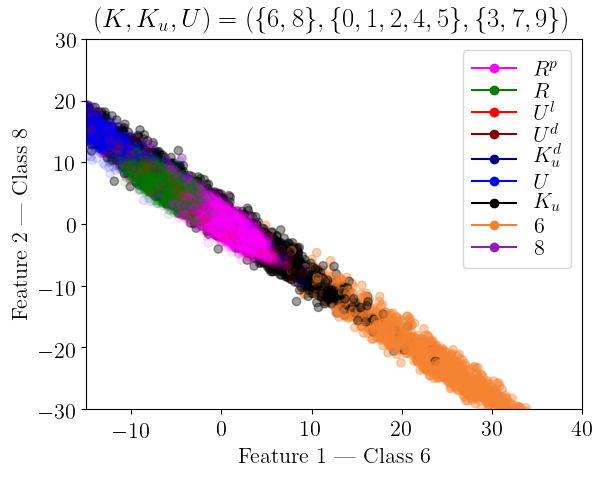 (K, K_u, U) = ({6, 8}, {0, 1, 2, 4, 5}, {3, 7, 9})
30
20
10
0
−10
−20
−30
Feature 2 — Class 8
R^p
R
U^l
U^d
K_u^d
U
K_u
6
8
−10
0
10
20
30
40
Feature 1 — Class 6